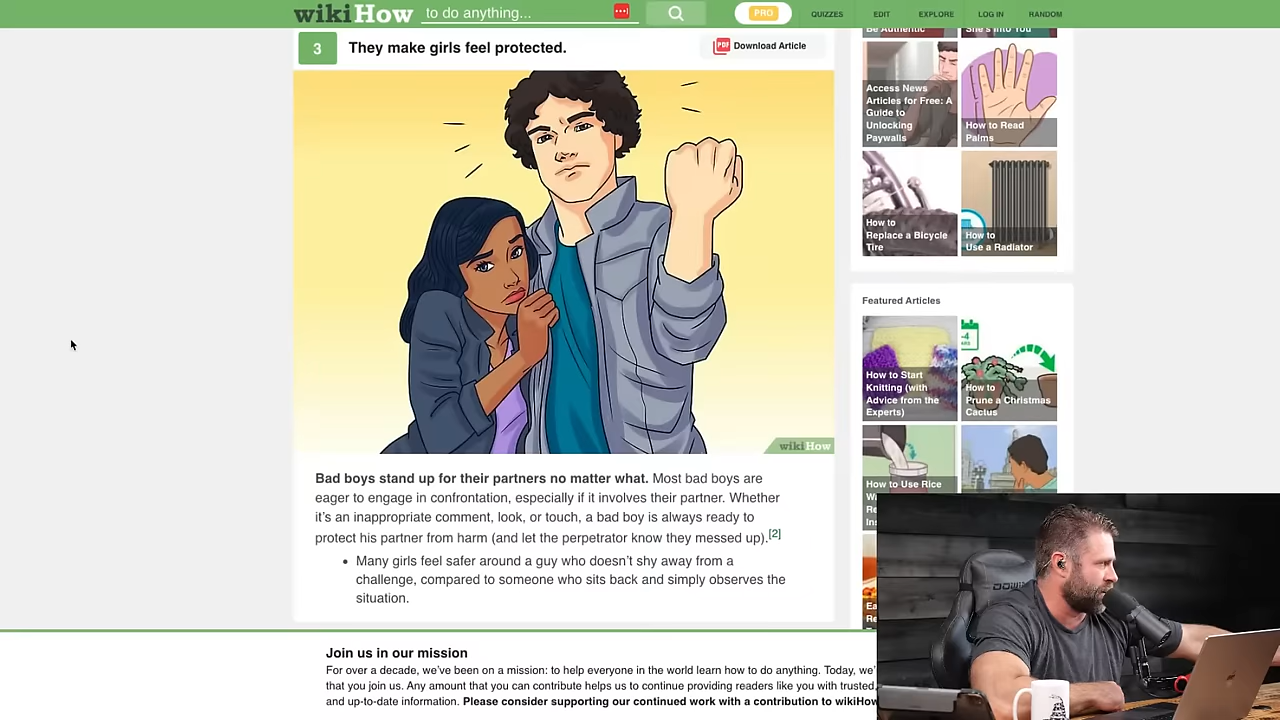 wikiHow to do anything... PRO QUIZZES EDIT EXPLORE LOG IN RANDOM
3 They make girls feel protected. PDF Download Article
Be Authentic
She's Into You
Access News
Articles for Free: A
Guide to
Unlocking
Paywalls
How to Read
Palms
How to
Replace a Bicycle
Tire
How to
Use a Radiator
wikiHow
Bad boys stand up for their partners no matter what. Most bad boys are
eager to engage in confrontation, especially if it involves their partner. Whether
it's an inappropriate comment, look, or touch, a bad boy is always ready to
protect his partner from harm (and let the perpetrator know they messed up).[2]
• Many girls feel safer around a guy who doesn't shy away from a
challenge, compared to someone who sits back and simply observes the
situation.
Featured Articles
How to Start
Knitting (with
Advice from the
Experts)
How to
Prune a Christmas
Cactus
How to Use Rice
Join us in our mission
For over a decade, we've been on a mission: to help everyone in the world learn how to do anything. Today, we'
that you join us. Any amount that you can contribute helps us to continue providing readers like you with trusted,
and up-to-date information. Please consider supporting our continued work with a contribution to wikiHow